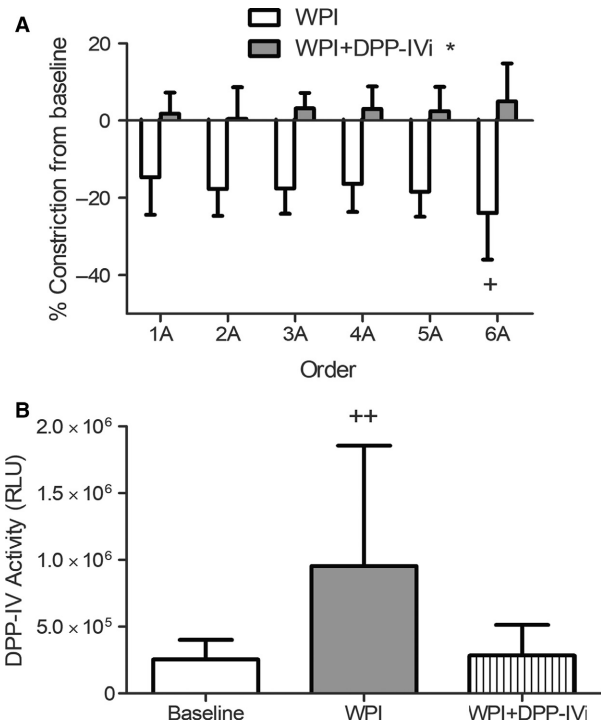 A
WPI
WPI+DPP-IVi *
% Constriction from baseline
20
0
−20
−40
+
1A 2A 3A 4A 5A 6A
Order
B
++
DPP-IV Activity (RLU)
2.0 × 10⁶
1.5 × 10⁶
1.0 × 10⁶
5.0 × 10⁵
0
Baseline WPI WPI+DPP-IVi